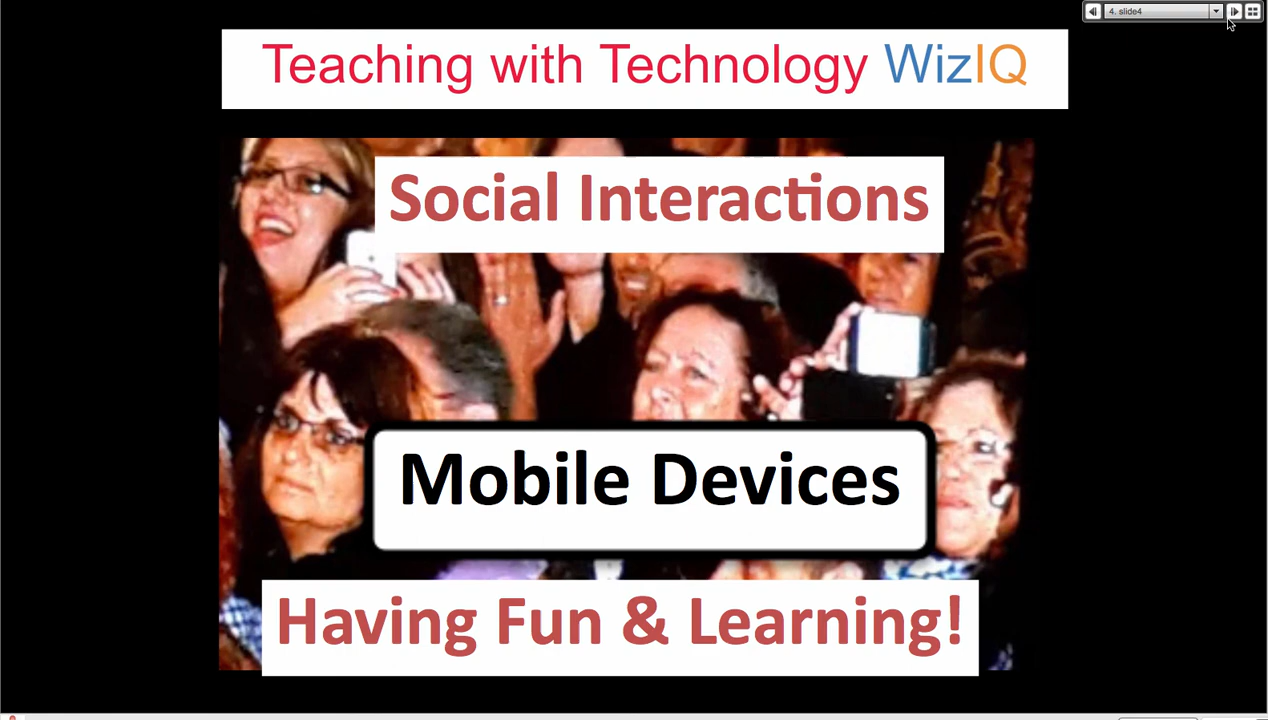 4. slide4
Teaching with Technology WizIQ
Social Interactions
Mobile Devices
Having Fun & Learning!